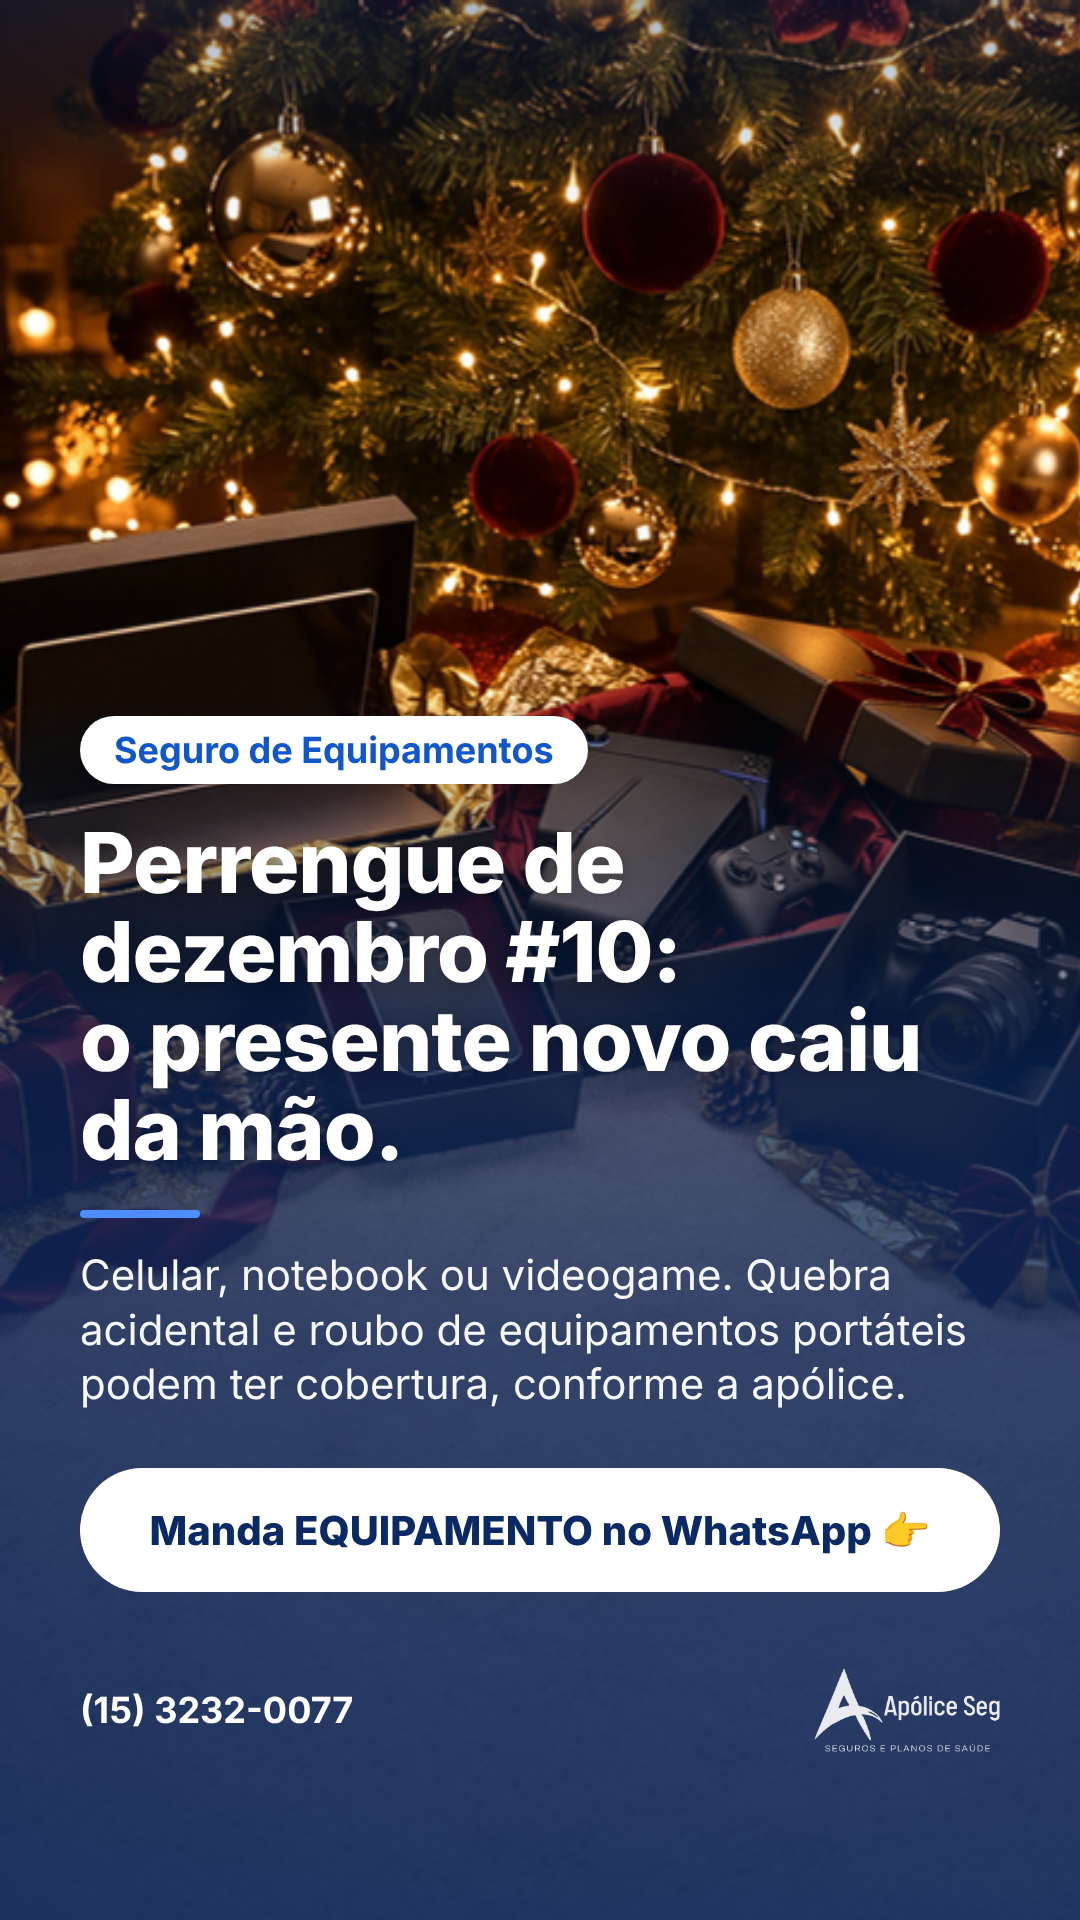 Seguro de Equipamentos
Perrengue de
dezembro #10:
o presente novo caiu
da mão.
Celular, notebook ou videogame. Quebra
acidental e roubo de equipamentos portáteis
podem ter cobertura, conforme a apólice.
Manda EQUIPAMENTO no WhatsApp 👉
(15) 3232-0077
Apólice Seg
SEGUROS E PLANOS DE SAÚDE